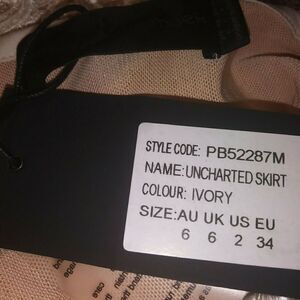 STYLE CODE: PB52287M
NAME:UNCHARTED SKIRT
COLOUR: IVORY
SIZE:AU UK US EU
6 6 2 34